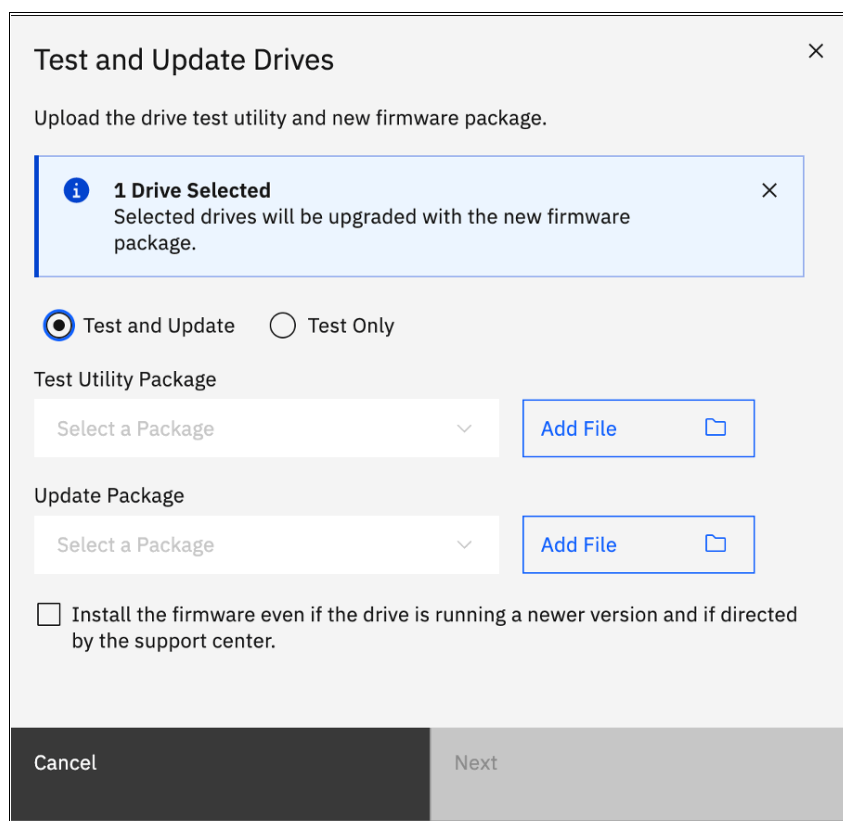 Test and Update Drives
Upload the drive test utility and new firmware package.
1 Drive Selected
Selected drives will be upgraded with the new firmware
package.
Test and Update
Test Only
Test Utility Package
Select a Package
Add File
Update Package
Select a Package
Add File
Install the firmware even if the drive is running a newer version and if directed
by the support center.
Cancel
Next